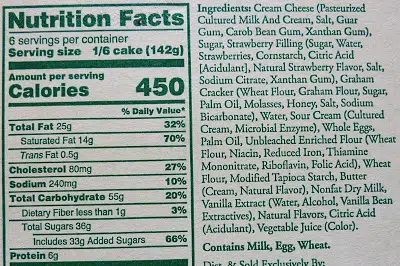 Nutrition Facts
6 servings per container
Serving size 1/6 cake (142g)
Amount per serving
Calories 450
% Daily Value*
Total Fat 25g 32%
Saturated Fat 14g 70%
Trans Fat 0.5g
Cholesterol 80mg 27%
Sodium 240mg 10%
Total Carbohydrate 55g 20%
Dietary Fiber less than 1g 3%
Total Sugars 36g
Includes 33g Added Sugars 66%
Protein 6g
Ingredients: Cream Cheese (Pasteurized
Cultured Milk And Cream, Salt, Guar
Gum, Carob Bean Gum, Xanthan Gum),
Sugar, Strawberry Filling (Sugar, Water,
Strawberries, Cornstarch, Citric Acid
[Acidulant], Natural Strawberry Flavor, Salt,
Sodium Citrate, Xanthan Gum), Graham
Cracker (Wheat Flour, Graham Flour, Sugar,
Palm Oil, Molasses, Honey, Salt, Sodium
Bicarbonate), Water, Sour Cream (Cultured
Cream, Microbial Enzyme), Whole Eggs,
Palm Oil, Unbleached Enriched Flour (Wheat
Flour, Niacin, Reduced Iron, Thiamine
Mononitrate, Riboflavin, Folic Acid), Wheat
Flour, Modified Tapioca Starch, Butter
(Cream, Natural Flavor), Nonfat Dry Milk,
Vanilla Extract (Water, Alcohol, Vanilla Bean
Extractives), Natural Flavors, Citric Acid
(Acidulant), Vegetable Juice (Color).
Contains Milk, Egg, Wheat.
Dist. & Sold Exclusively By: